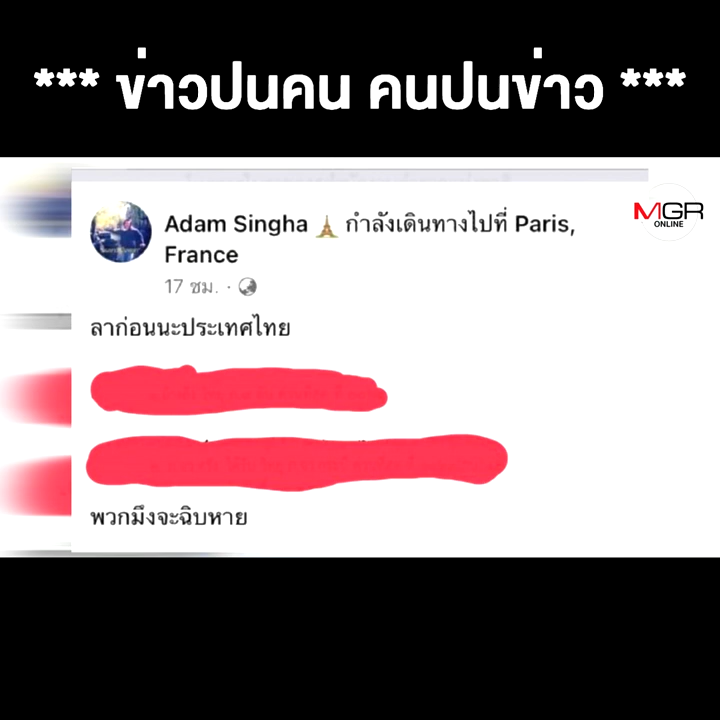 *** ข่าวปนคน คนปนข่าว ***
MGR
ONLINE
Adam Singha กำลังเดินทางไปที่ Paris,
France
17 ชม. ·
ลาก่อนนะประเทศไทย
พวกมึงจะฉิบหาย